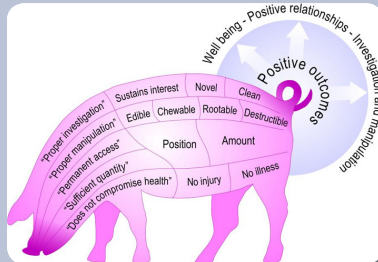 Well being - Positive relationships - Investigation and manipulation
Positive outcomes
"Proper investigation" Sustains interest Novel Clean
"Proper manipulation" Edible Chewable Rootable Destructible
"Permanent access" Position Amount
"Sufficient quantity"
"Does not compromise health" No injury No illness